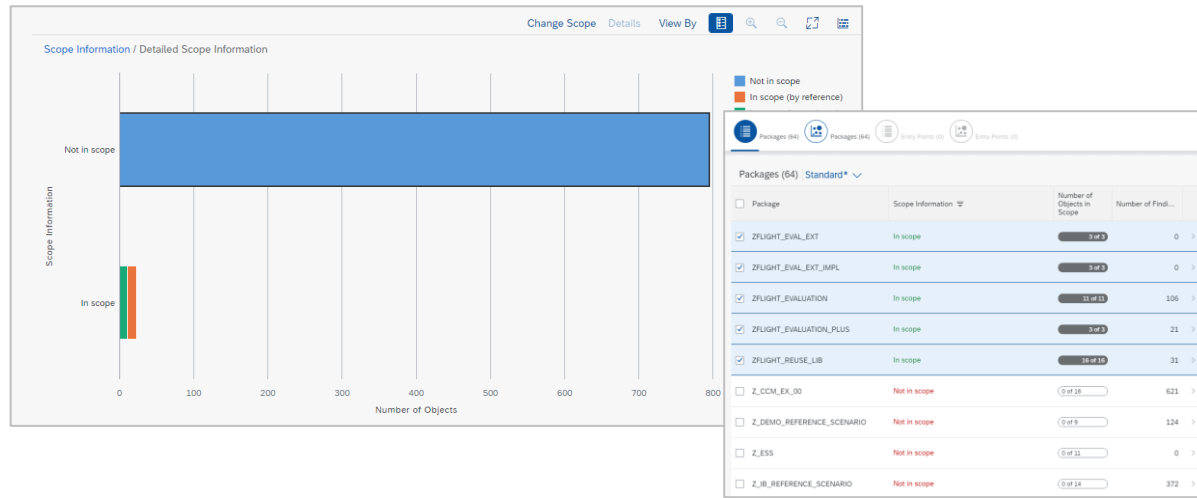 Change Scope Details View By
Scope Information / Detailed Scope Information
Not in scope
In scope (by reference)
Not in scope
Scope Information
In scope
0 100 200 300 400 500 600 700 800
Number of Objects
Packages (64) Packages (64) Entry Points (0) Entry Points (0)
Packages (64) Standard*
Package Scope Information Number of Objects in Scope Number of Findi...
ZFLIGHT_EVAL_EXT In scope 3 of 3 0
ZFLIGHT_EVAL_EXT_IMPL In scope 3 of 3 0
ZFLIGHT_EVALUATION In scope 11 of 11 106
ZFLIGHT_EVALUATION_PLUS In scope 3 of 3 21
ZFLIGHT_REUSE_LIB In scope 16 of 16 31
Z_CCM_EX_00 Not in scope 0 of 16 621
Z_DEMO_REFERENCE_SCENARIO Not in scope 0 of 9 124
Z_ESS Not in scope 0 of 11 0
Z_IB_REFERENCE_SCENARIO Not in scope 0 of 14 372